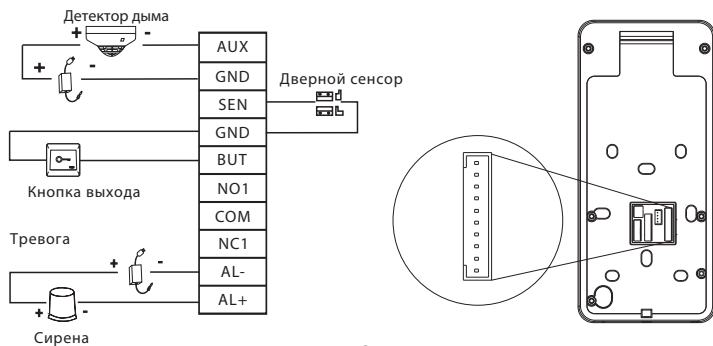 Детектор дыма
+ -
+ -
AUX
GND
SEN
GND
BUT
NO1
COM
NC1
AL-
AL+
Дверной сенсор
Кнопка выхода
Тревога
+ -
+ -
Сирена